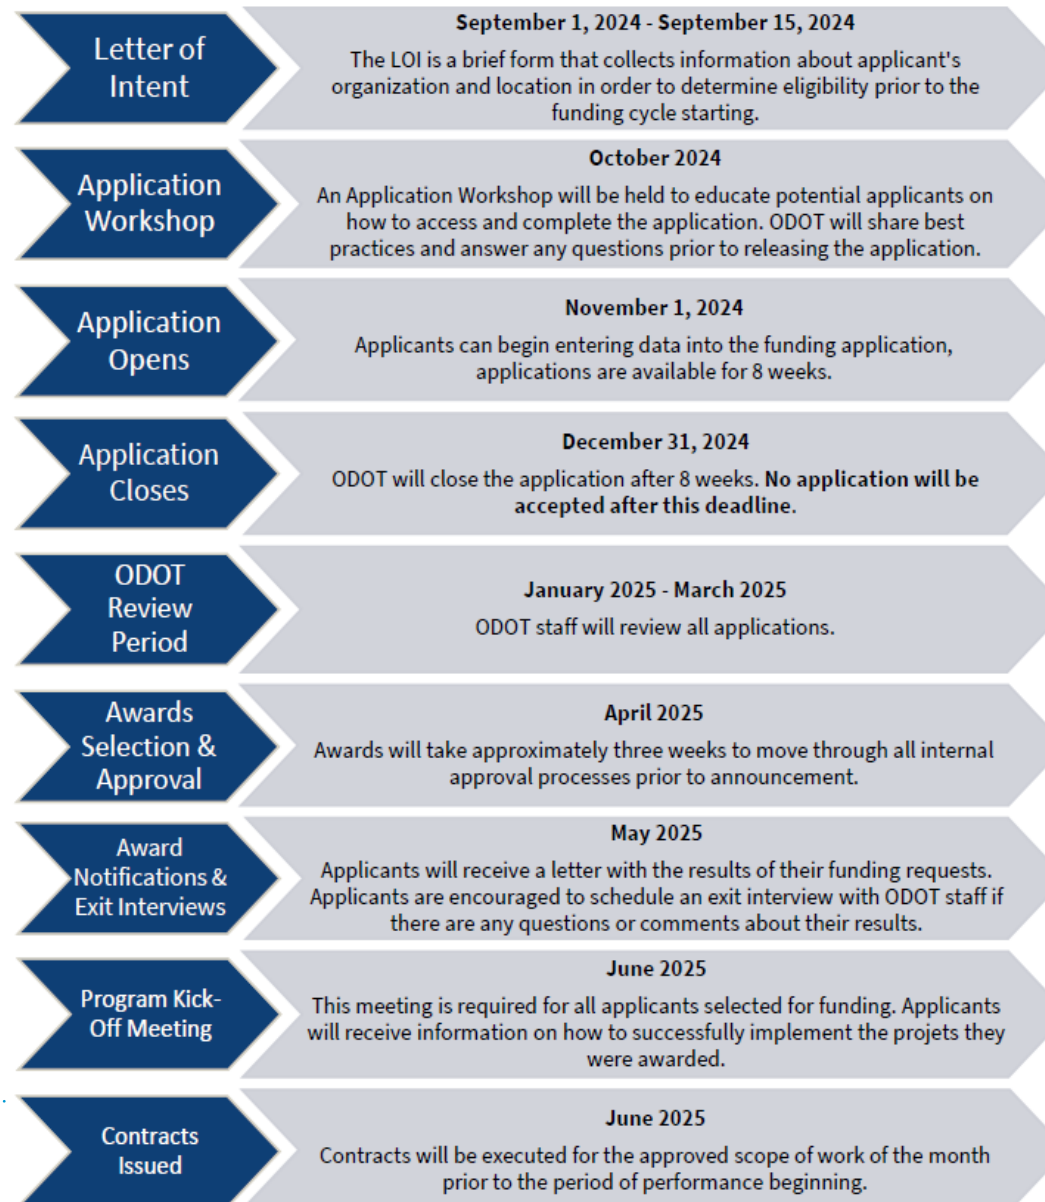 Letter of
Intent
September 1, 2024 - September 15, 2024
The LOI is a brief form that collects information about applicant's
organization and location in order to determine eligibility prior to the
funding cycle starting.
Application
Workshop
October 2024
An Application Workshop will be held to educate potential applicants on
how to access and complete the application. ODOT will share best
practices and answer any questions prior to releasing the application.
Application
Opens
November 1, 2024
Applicants can begin entering data into the funding application,
applications are available for 8 weeks.
Application
Closes
December 31, 2024
ODOT will close the application after 8 weeks. No application will be
accepted after this deadline.
ODOT
Review
Period
January 2025 - March 2025
ODOT staff will review all applications.
Awards
Selection &
Approval
April 2025
Awards will take approximately three weeks to move through all internal
approval processes prior to announcement.
Award
Notifications &
Exit Interviews
May 2025
Applicants will receive a letter with the results of their funding requests.
Applicants are encouraged to schedule an exit interview with ODOT staff if
there are any questions or comments about their results.
Program Kick-
Off Meeting
June 2025
This meeting is required for all applicants selected for funding. Applicants
will receive information on how to successfully implement the projets they
were awarded.
Contracts
Issued
June 2025
Contracts will be executed for the approved scope of work of the month
prior to the period of performance beginning.